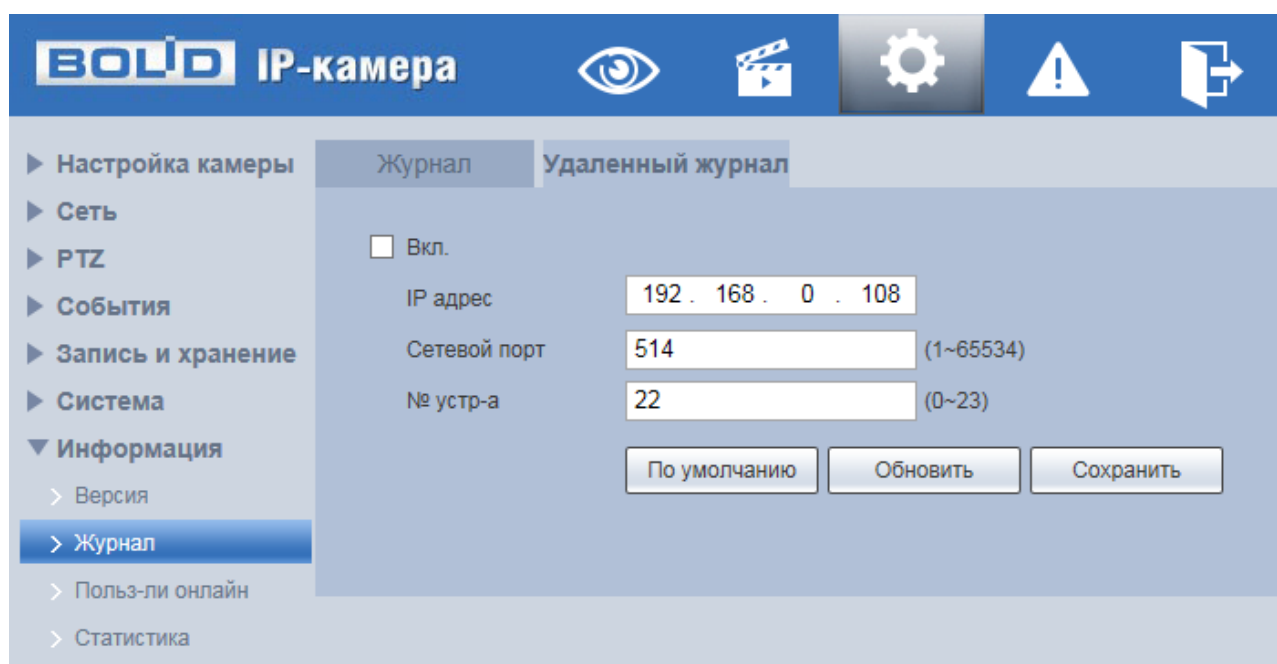 BOLID IP-камера
Настройка камеры
Сеть
PTZ
События
Запись и хранение
Система
Информация
Версия
Журнал
Польз-ли онлайн
Статистика
Журнал Удаленный журнал
Вкл.
IP адрес 192 . 168 . 0 . 108
Сетевой порт 514 (1~65534)
№ устр-а 22 (0~23)
По умолчанию Обновить Сохранить